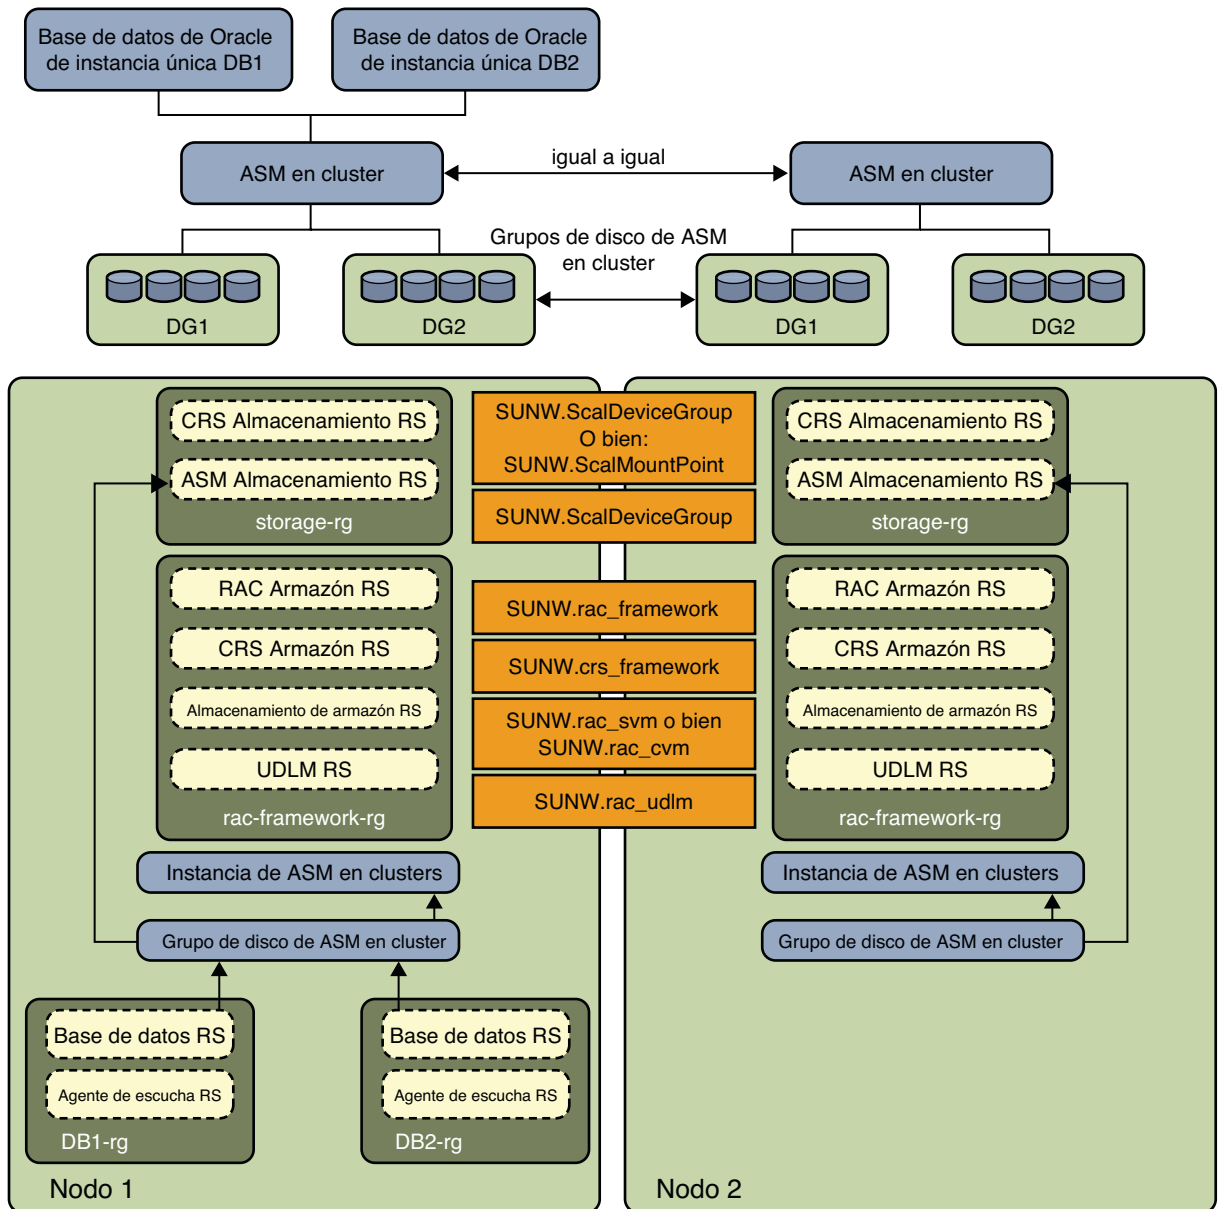 Base de datos de Oracle
de instancia única DB1
Base de datos de Oracle
de instancia única DB2
ASM en cluster
igual a igual
ASM en cluster
Grupos de disco de ASM
en cluster
DG1
DG2
DG1
DG2
CRS Almacenamiento RS
ASM Almacenamiento RS
storage-rg
SUNW.ScalDeviceGroup
O bien:
SUNW.ScalMountPoint
SUNW.ScalDeviceGroup
CRS Almacenamiento RS
ASM Almacenamiento RS
storage-rg
RAC Armazón RS
CRS Armazón RS
Almacenamiento de armazón RS
UDLM RS
rac-framework-rg
SUNW.rac_framework
SUNW.crs_framework
SUNW.rac_svm o bien
SUNW.rac_cvm
SUNW.rac_udlm
RAC Armazón RS
CRS Armazón RS
Almacenamiento de armazón RS
UDLM RS
rac-framework-rg
Instancia de ASM en clusters
Grupo de disco de ASM en cluster
Instancia de ASM en clusters
Grupo de disco de ASM en cluster
Base de datos RS
Agente de escucha RS
DB1-rg
Base de datos RS
Agente de escucha RS
DB2-rg
Nodo 1
Nodo 2